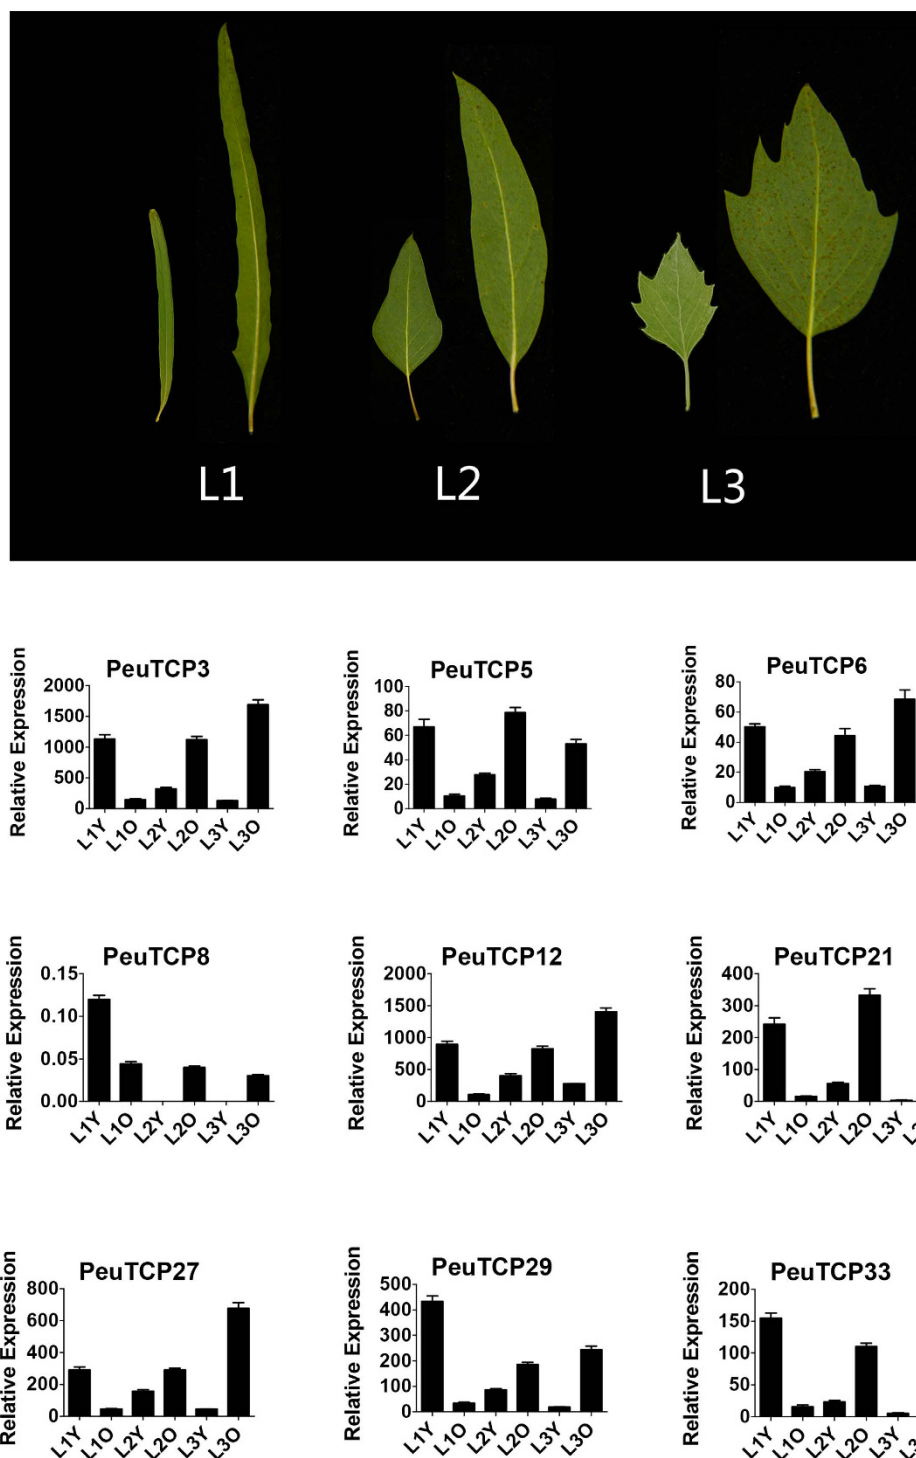 L1 L2 L3
PeuTCP3
Relative Expression
2000
1500
1000
500
0
L1Y L1O L2Y L2O L3Y L3O
PeuTCP5
Relative Expression
100
80
60
40
20
0
L1Y L1O L2Y L2O L3Y L3O
PeuTCP6
Relative Expression
80
60
40
20
0
L1Y L1O L2Y L2O L3Y L3O
PeuTCP8
Relative Expression
0.15
0.10
0.05
0.00
L1Y L1O L2Y L2O L3Y L3O
PeuTCP12
Relative Expression
2000
1500
1000
500
0
L1Y L1O L2Y L2O L3Y L3O
PeuTCP21
Relative Expression
400
300
200
100
0
L1Y L1O L2Y L2O L3Y
PeuTCP27
Relative Expression
800
600
400
200
0
L1Y L1O L2Y L2O L3Y L3O
PeuTCP29
Relative Expression
500
400
300
200
100
0
L1Y L1O L2Y L2O L3Y L3O
PeuTCP33
Relative Expression
200
150
100
50
0
L1Y L1O L2Y L2O L3Y